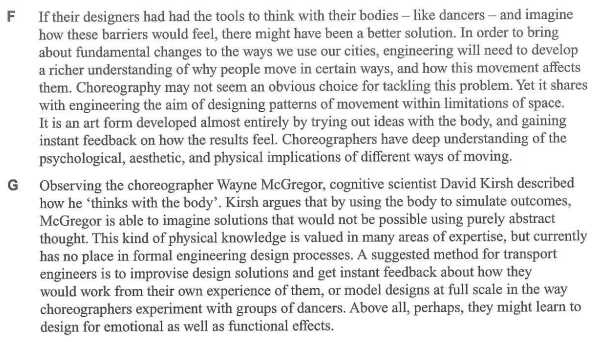 F If their designers had had the tools to think with their bodies – like dancers – and imagine
how these barriers would feel, there might have been a better solution. In order to bring
about fundamental changes to the ways we use our cities, engineering will need to develop
a richer understanding of why people move in certain ways, and how this movement affects
them. Choreography may not seem an obvious choice for tackling this problem. Yet it shares
with engineering the aim of designing patterns of movement within limitations of space.
It is an art form developed almost entirely by trying out ideas with the body, and gaining
instant feedback on how the results feel. Choreographers have deep understanding of the
psychological, aesthetic, and physical implications of different ways of moving.
G Observing the choreographer Wayne McGregor, cognitive scientist David Kirsh described
how he ‘thinks with the body’. Kirsh argues that by using the body to simulate outcomes,
McGregor is able to imagine solutions that would not be possible using purely abstract
thought. This kind of physical knowledge is valued in many areas of expertise, but currently
has no place in formal engineering design processes. A suggested method for transport
engineers is to improvise design solutions and get instant feedback about how they
would work from their own experience of them, or model designs at full scale in the way
choreographers experiment with groups of dancers. Above all, perhaps, they might learn to
design for emotional as well as functional effects.